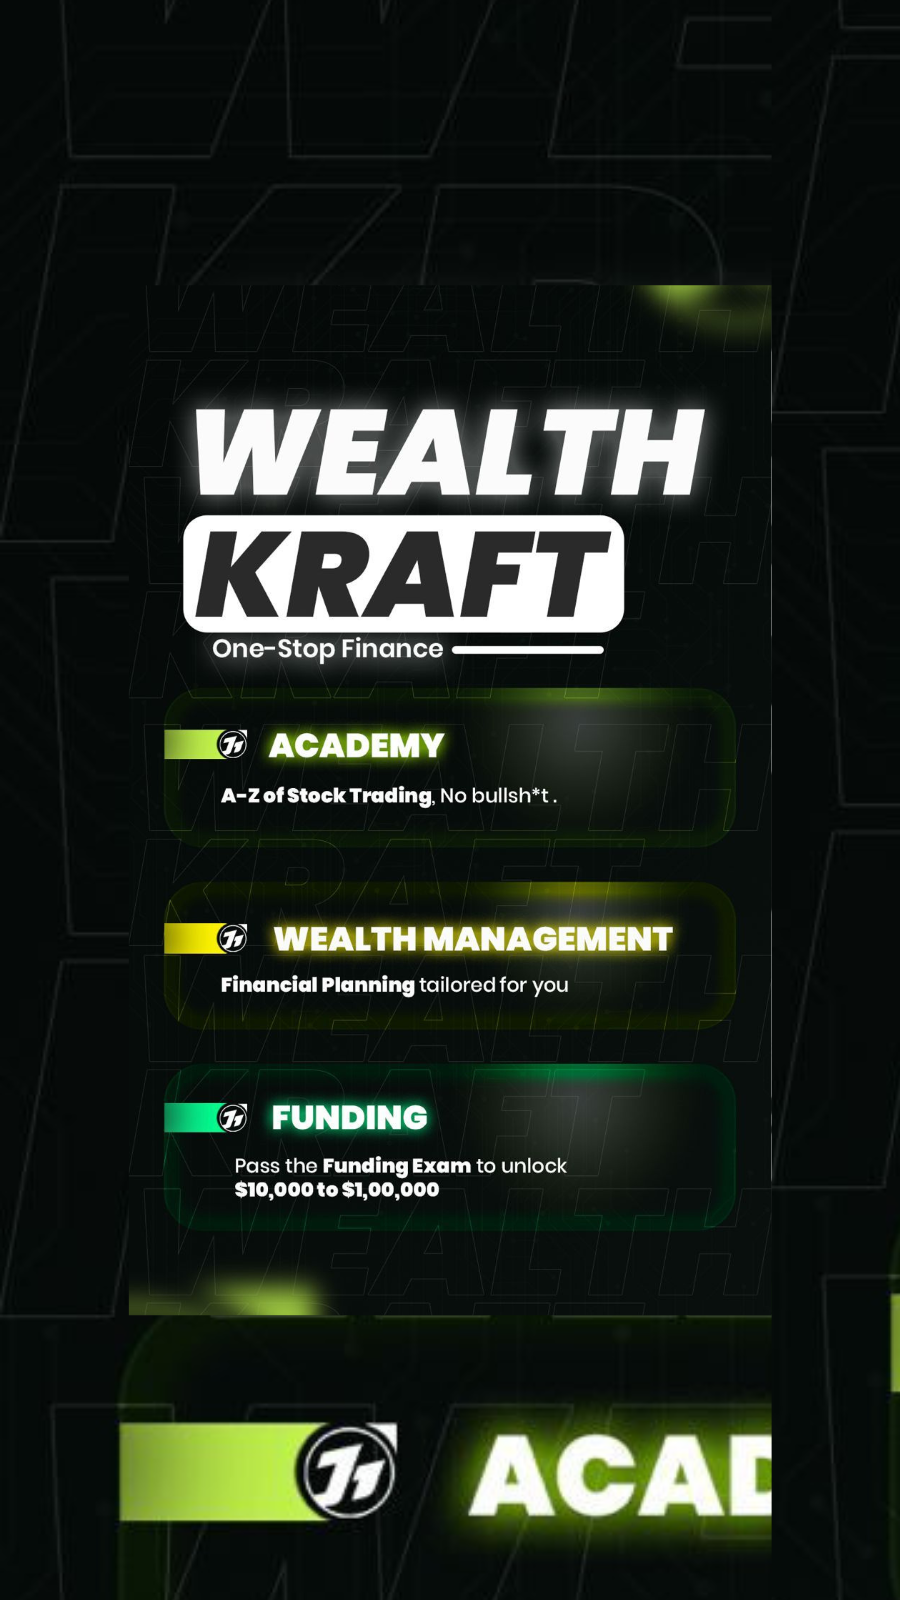 WEALTH
KRAFT
One-Stop Finance
ACADEMY
A-Z of Stock Trading, No bullsh*t .
WEALTH MANAGEMENT
Financial Planning tailored for you
FUNDING
Pass the Funding Exam to unlock
$10,000 to $1,00,000
ACAD